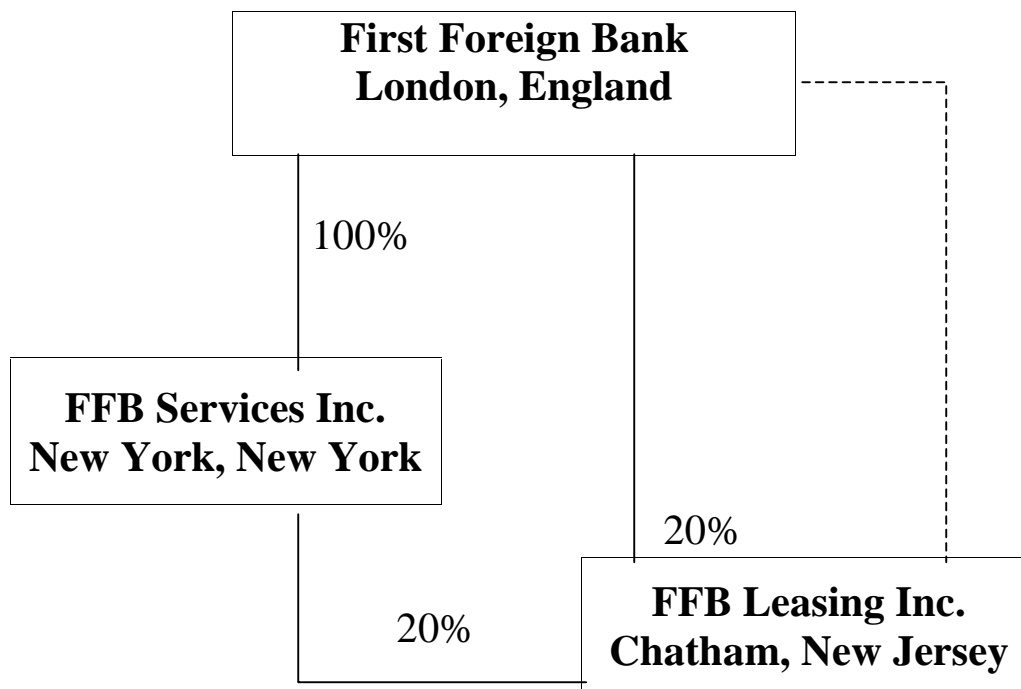 First Foreign Bank
London, England
100%
FFB Services Inc.
New York, New York
20%
FFB Leasing Inc.
Chatham, New Jersey
20%